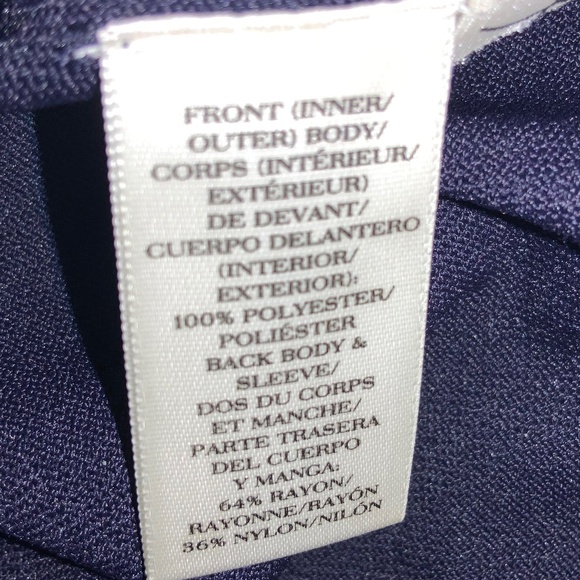 FRONT (INNER/
OUTER) BODY/
CORPS (INTÉRIEUR/
EXTÉRIEUR)
DE DEVANT/
CUERPO DELANTERO
(INTERIOR/
EXTERIOR):
100% POLYESTER/
POLIÉSTER
BACK BODY &
SLEEVE/
DOS DU CORPS
ET MANCHE/
PARTE TRASERA
DEL CUERPO
Y MANGA:
64% RAYON/
RAYONNE/RAYÓN
36% NYLON/NILÓN